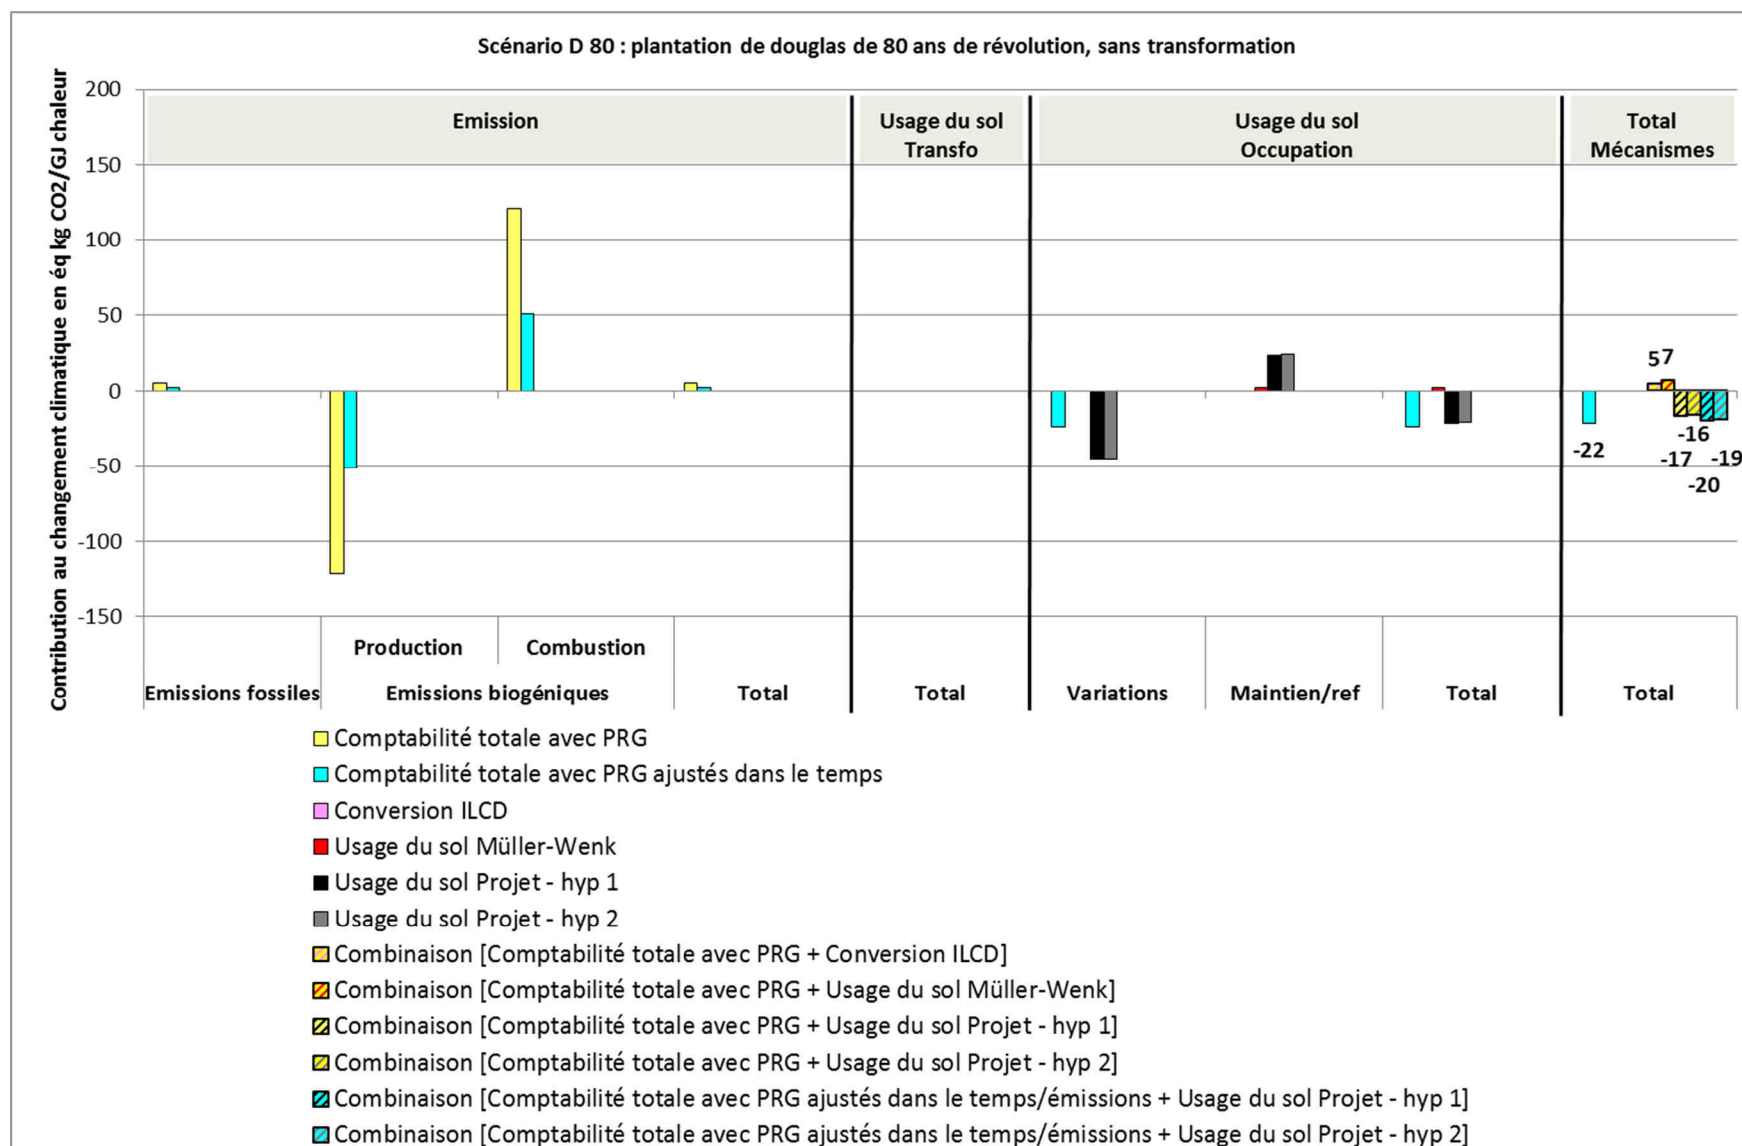 Scénario D 80 : plantation de douglas de 80 ans de révolution, sans transformation
Contribution au changement climatique en éq kg CO2/GJ chaleur
200
150
100
50
0
-50
-100
-150
Emission
Usage du sol
Transfo
Usage du sol
Occupation
Total
Mécanismes
5
7
-22
-16
-17
-19
-20
Production
Combustion
Emissions fossiles
Emissions biogéniques
Total
Total
Variations
Maintien/ref
Total
Total
Comptabilité totale avec PRG
Comptabilité totale avec PRG ajustés dans le temps
Conversion ILCD
Usage du sol Müller-Wenk
Usage du sol Projet - hyp 1
Usage du sol Projet - hyp 2
Combinaison [Comptabilité totale avec PRG + Conversion ILCD]
Combinaison [Comptabilité totale avec PRG + Usage du sol Müller-Wenk]
Combinaison [Comptabilité totale avec PRG + Usage du sol Projet - hyp 1]
Combinaison [Comptabilité totale avec PRG + Usage du sol Projet - hyp 2]
Combinaison [Comptabilité totale avec PRG ajustés dans le temps/émissions + Usage du sol Projet - hyp 1]
Combinaison [Comptabilité totale avec PRG ajustés dans le temps/émissions + Usage du sol Projet - hyp 2]